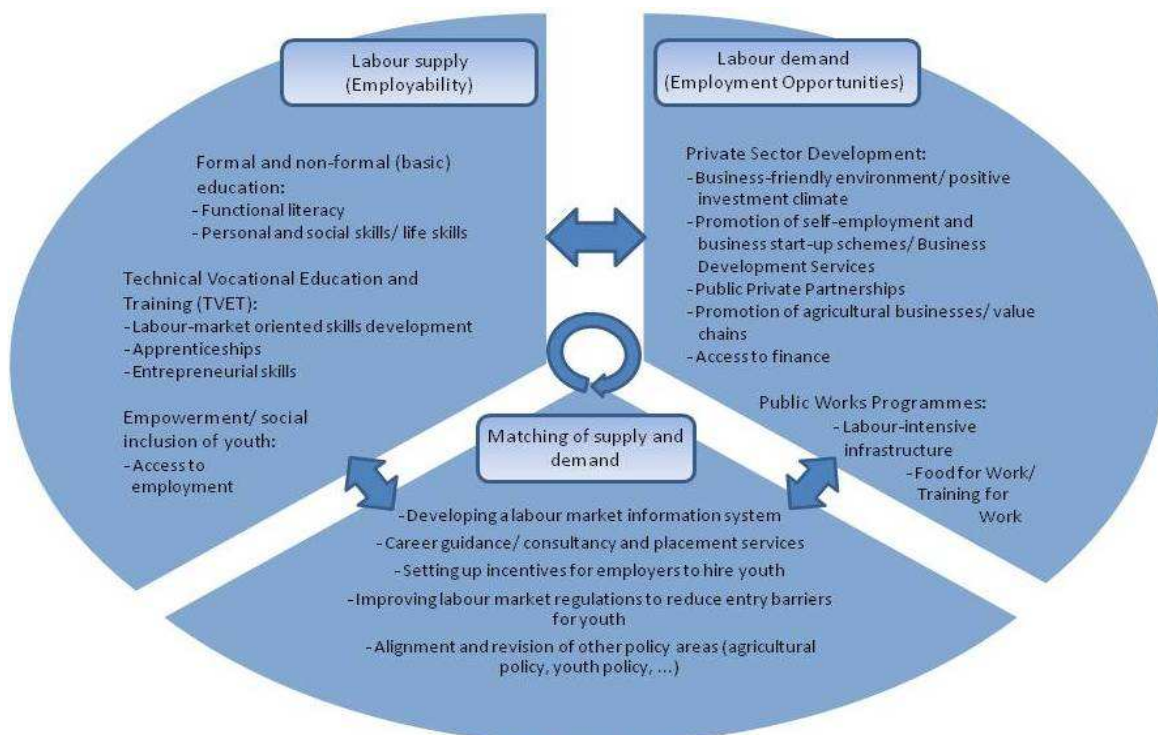 Labour supply
(Employability)
Formal and non-formal (basic)
education:
-Functional literacy
-Personal and social skills/ life skills
Technical Vocational Education and
Training (TVET):
-Labour-market oriented skills development
-Apprenticeships
-Entrepreneurial skills
Empowerment/ social
inclusion of youth:
-Access to
employment
Labour demand
(Employment Opportunities)
Private Sector Development:
-Business-friendly environment/ positive
investment climate
-Promotion of self-employment and
business start-up schemes/ Business
Development Services
-Public Private Partnerships
-Promotion of agricultural businesses/ value
chains
-Access to finance
Public Works Programmes:
-Labour-intensive
infrastructure
-Food for Work/
Training for
Work
Matching of supply and
demand
-Developing a labour market information system
-Career guidance/ consultancy and placement services
-Setting up incentives for employers to hire youth
-Improving labour market regulations to reduce entry barriers
for youth
-Alignment and revision of other policy areas (agricultural
policy, youth policy, ...)